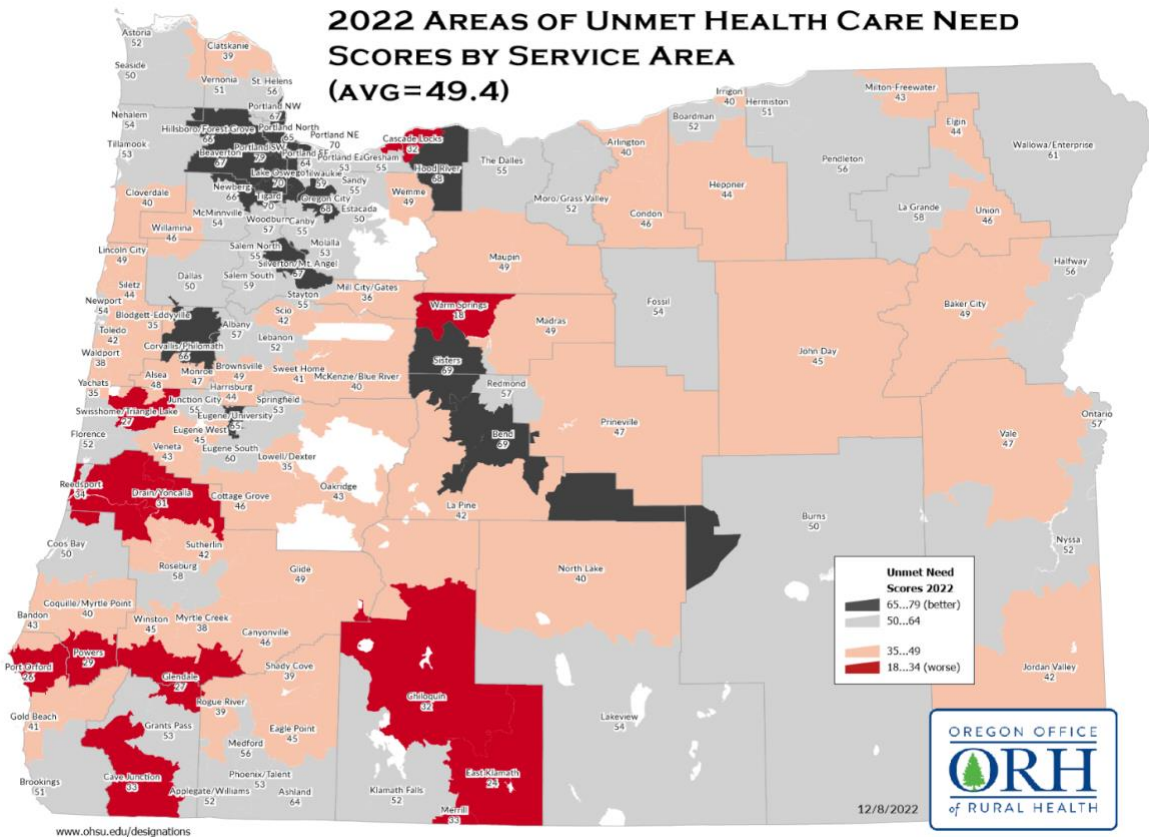 2022 AREAS OF UNMET HEALTH CARE NEED
SCORES BY SERVICE AREA
(AVG=49.4)
Astoria
52
Clatskanie
39
Seaside
50
Vernonia
51
St. Helens
56
Portland NW
67
Nehalem
54
Hillsboro/Forest Grove
66
Portland North
65
Portland NE
70
Tillamook
53
Beaverton
67
Portland SW
79
Portland SE
64
Gresham
55
Cascade Locks
32
Hood River
68
The Dalles
55
Lake Oswego
70
Milwaukie
59
Sandy
55
Wemme
49
Newberg
66
Tigard
70
Oregon City
68
Estacada
50
Cloverdale
40
McMinnville
54
Woodburn
57
Canby
55
Willamina
46
Molalla
53
Salem North
55
Silverton/Mt. Angel
67
Lincoln City
49
Dallas
50
Salem South
59
Siletz
44
Stayton
55
Mill City/Gates
36
Newport
54
Blodgett-Eddyville
35
Albany
57
Scio
42
Toledo
42
Corvallis/Philomath
66
Lebanon
52
Waldport
38
Alsea
48
Monroe
47
Brownsville
49
Sweet Home
41
McKenzie/Blue River
40
Yachats
35
Harrisburg
44
Junction City
55
Springfield
53
Swisshome/Triangle Lake
27
Eugene/University
65
Florence
52
Eugene West
45
Eugene South
60
Veneta
43
Lowell/Dexter
35
Reedsport
34
Drain/Yoncalla
31
Cottage Grove
46
Oakridge
43
Coos Bay
50
Sutherlin
42
Roseburg
58
Glide
49
Bandon
43
Coquille/Myrtle Point
40
Winston
45
Myrtle Creek
38
Canyonville
46
Port Orford
26
Powers
29
Glendale
27
Shady Cove
39
Gold Beach
41
Grants Pass
53
Rogue River
39
Eagle Point
45
Medford
56
Brookings
51
Cave Junction
33
Applegate/Williams
52
Phoenix/Talent
53
Ashland
64
Arlington
40
Boardman
52
Irrigon
40
Hermiston
51
Milton-Freewater
43
Elgin
44
Wallowa/Enterprise
61
Pendleton
56
Heppner
44
Moro/Grass Valley
52
Condon
46
La Grande
58
Union
46
Maupin
49
Halfway
56
Warm Springs
18
Madras
49
Fossil
54
Baker City
49
John Day
45
Sisters
69
Redmond
57
Bend
69
Prineville
47
Vale
47
Ontario
57
La Pine
42
Burns
50
Nyssa
52
North Lake
40
Chiloquin
32
Lakeview
54
Jordan Valley
42
East Klamath
24
Klamath Falls
52
Merrill
33
Unmet Need
Scores 2022
65...79 (better)
50...64
35...49
18...34 (worse)
OREGON OFFICE
ORH
of RURAL HEALTH
12/8/2022
www.ohsu.edu/designations